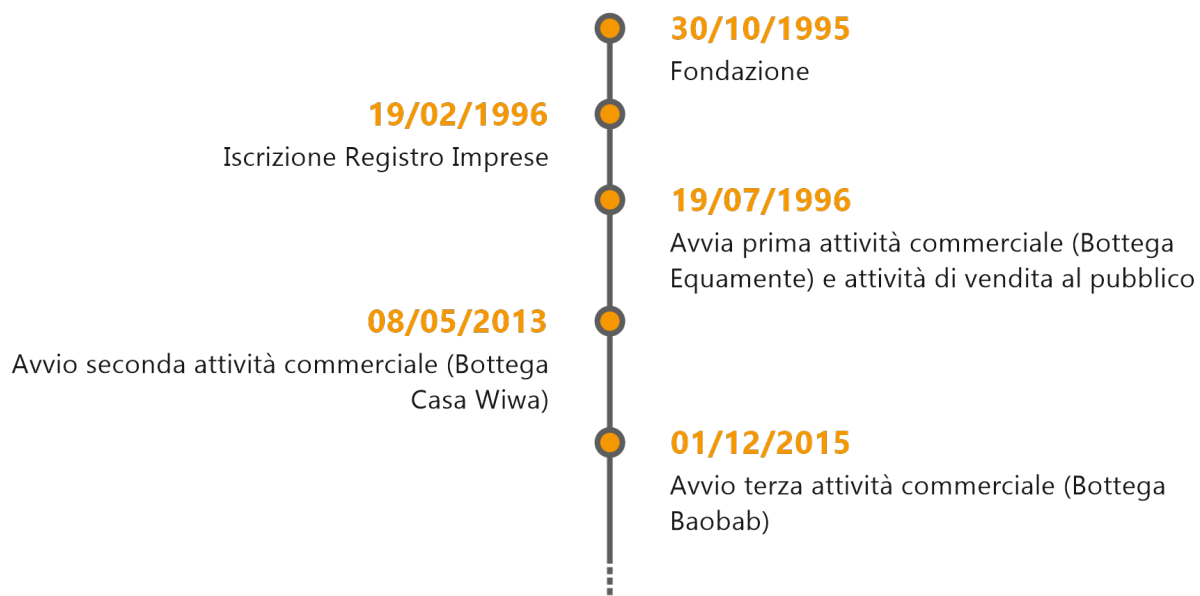 30/10/1995
Fondazione
19/02/1996
Iscrizione Registro Imprese
19/07/1996
Avvia prima attività commerciale (Bottega
Equamente) e attività di vendita al pubblico
08/05/2013
Avvio seconda attività commerciale (Bottega
Casa Wiwa)
01/12/2015
Avvio terza attività commerciale (Bottega
Baobab)